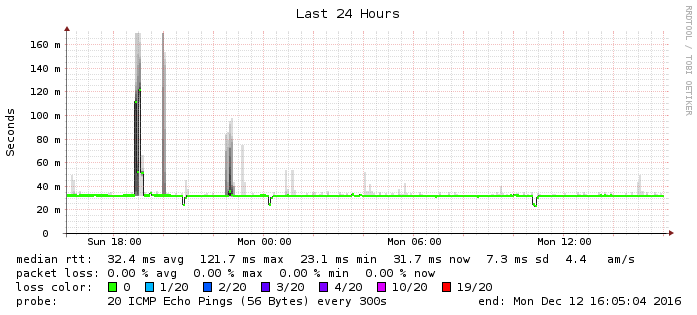 Last 24 Hours
RRDTOOL / TOBI OETIKER
Seconds
160 m
140 m
120 m
100 m
80 m
60 m
40 m
20 m
0
Sun 18:00 Mon 00:00 Mon 06:00 Mon 12:00
median rtt: 32.4 ms avg 121.7 ms max 23.1 ms min 31.7 ms now 7.3 ms sd 4.4 am/s
packet loss: 0.00 % avg 0.00 % max 0.00 % min 0.00 % now
loss color: 0 1/20 2/20 3/20 4/20 10/20 19/20
probe: 20 ICMP Echo Pings (56 Bytes) every 300s end: Mon Dec 12 16:05:04 2016